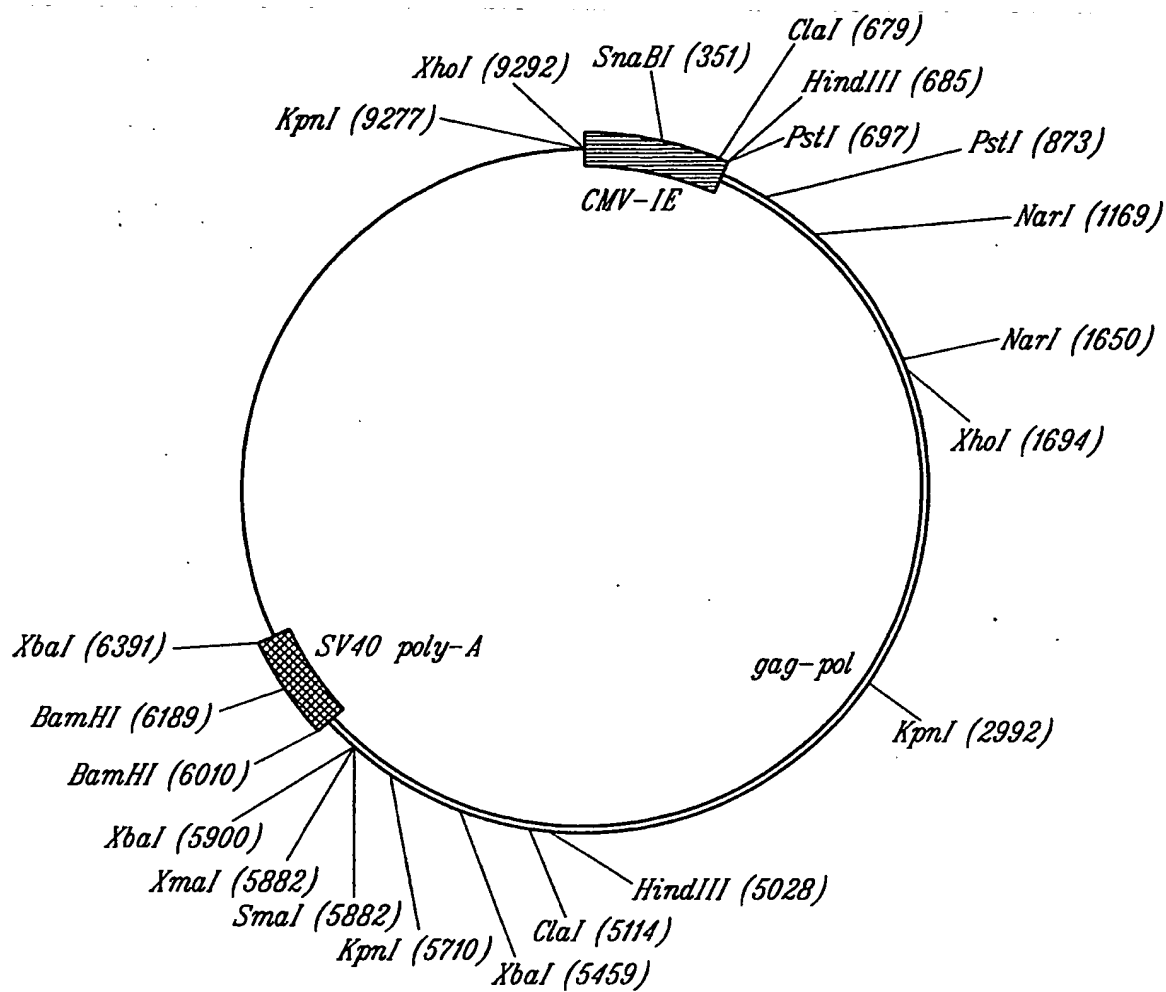 ClaI (679)
XhoI (9292)
SnaBI (351)
HindIII (685)
KpnI (9277)
PstI (697)
PstI (873)
CMV-IE
NarI (1169)
NarI (1650)
XhoI (1694)
XbaI (6391)
SV40 poly-A
gag-pol
BamHI (6189)
KpnI (2992)
BamHI (6010)
XbaI (5900)
XmaI (5882)
HindIII (5028)
SmaI (5882)
ClaI (5114)
KpnI (5710)
XbaI (5459)